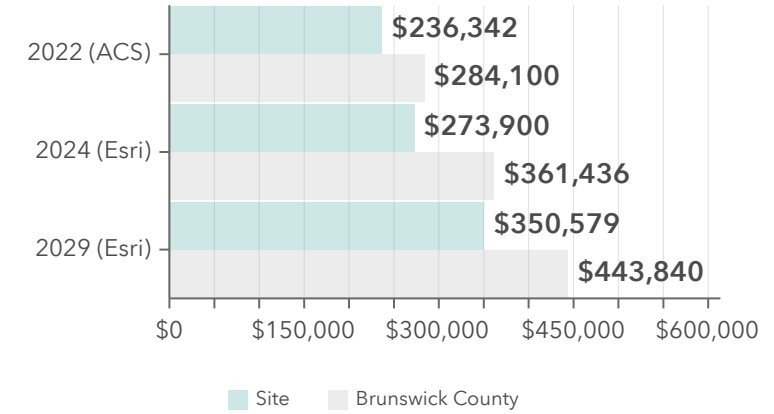 $236,342
2022 (ACS)
$284,100
$273,900
2024 (Esri)
$361,436
$350,579
2029 (Esri)
$443,840
$0 $150,000 $300,000 $450,000 $600,000
Site Brunswick County